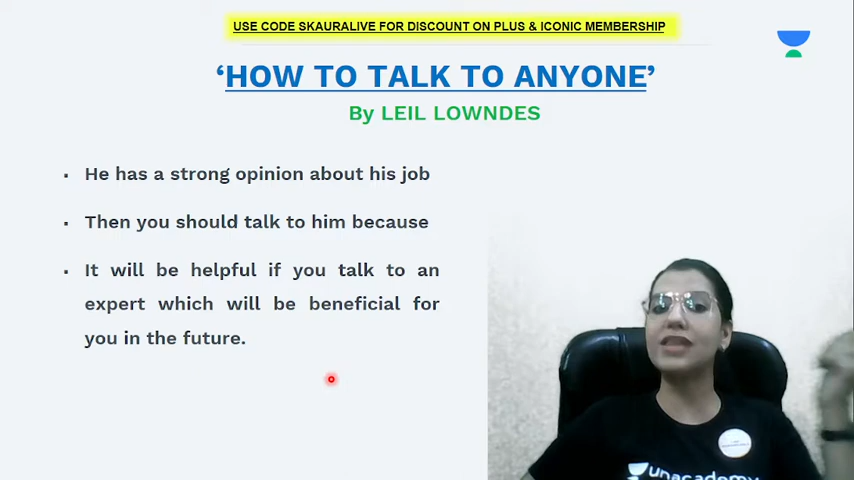 USE CODE SKAURALIVE FOR DISCOUNT ON PLUS & ICONIC MEMBERSHIP
‘HOW TO TALK TO ANYONE’
By LEIL LOWNDES
▪ He has a strong opinion about his job
▪ Then you should talk to him because
▪ It will be helpful if you talk to an
expert which will be beneficial for
you in the future.
unacademy